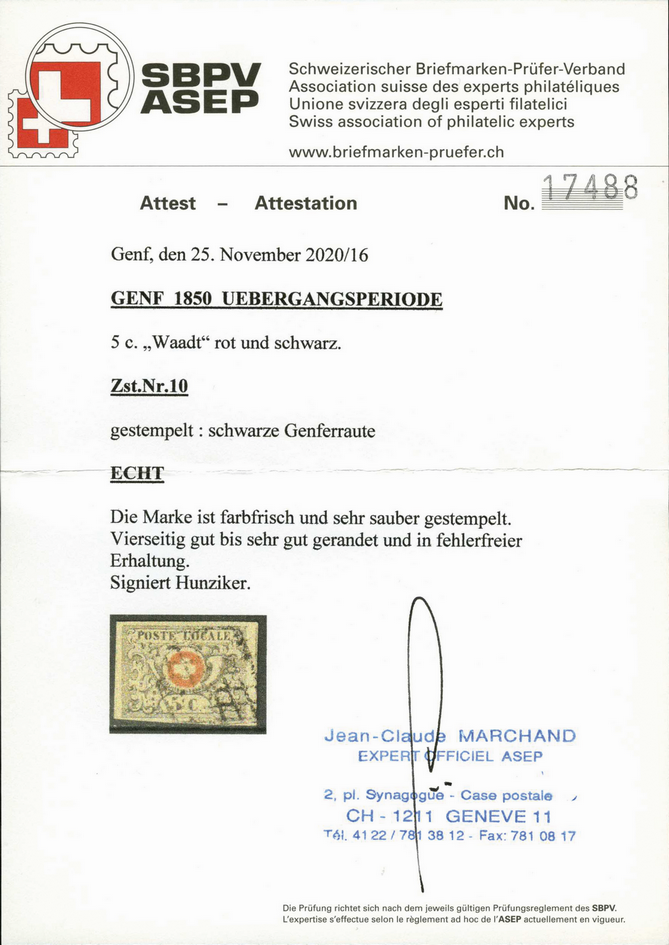 SBPV
ASEP
Schweizerischer Briefmarken-Prüfer-Verband
Association suisse des experts philatéliques
Unione svizzera degli esperti filatelici
Swiss association of philatelic experts
www.briefmarken-pruefer.ch
Attest – Attestation No. 17488
Genf, den 25. November 2020/16
GENF 1850 UEBERGANGSPERIODE
5 c. „Waadt“ rot und schwarz.
Zst.Nr.10
gestempelt : schwarze Genferraute
ECHT
Die Marke ist farbfrisch und sehr sauber gestempelt.
Vierseitig gut bis sehr gut gerandet und in fehlerfreier
Erhaltung.
Signiert Hunziker.
POSTE LOCALE
5 C.
Jean-Claude MARCHAND
EXPERT OFFICIEL ASEP
2, pl. Synagogue - Case postale
CH - 1211 GENEVE 11
Tél. 41 22 / 781 38 12 - Fax: 781 08 17
Die Prüfung richtet sich nach dem jeweils gültigen Prüfungsreglement des SBPV.
L'expertise s'effectue selon le règlement ad hoc de l'ASEP actuellement en vigueur.